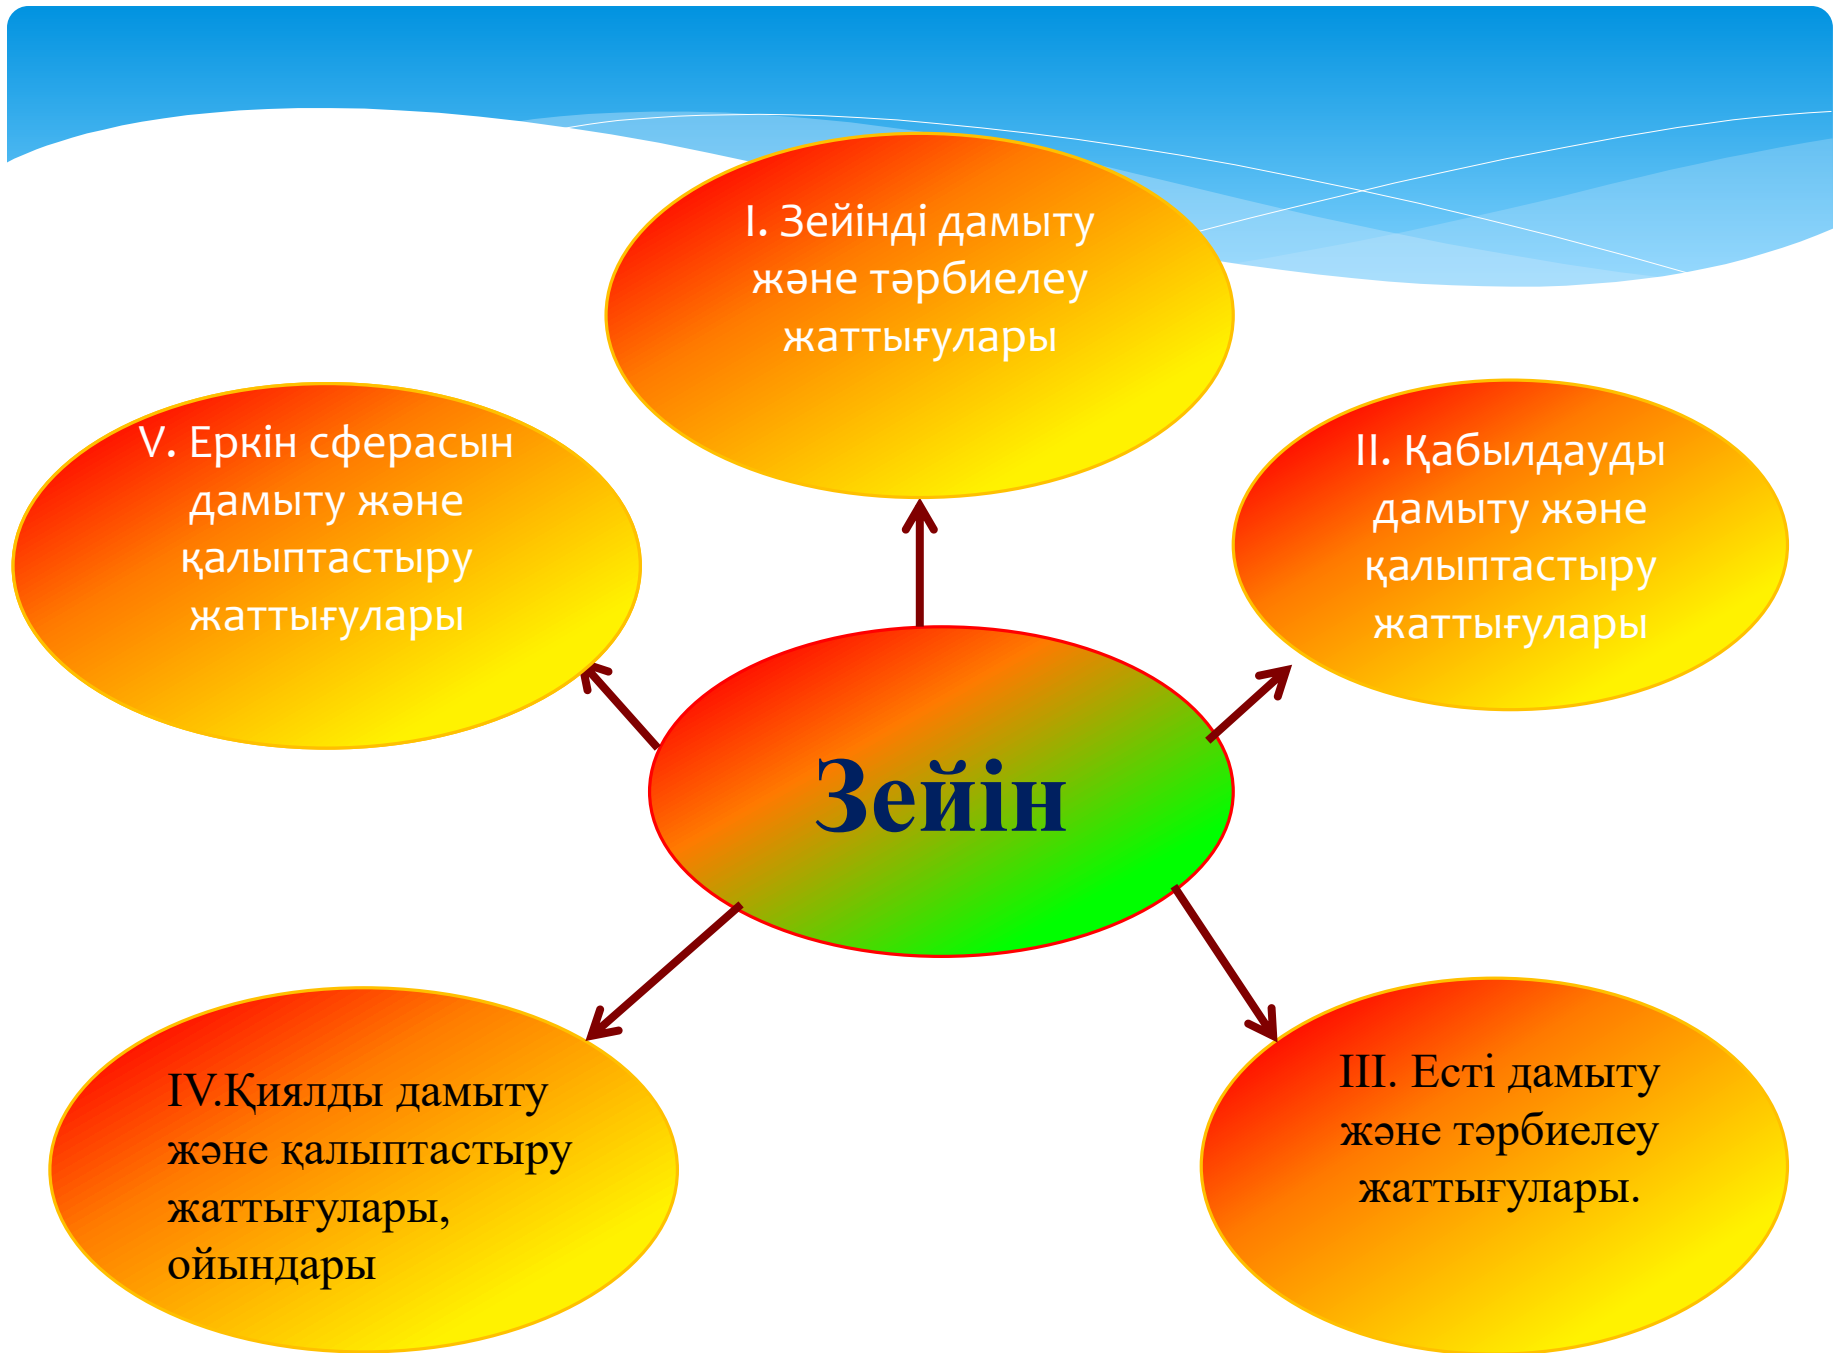 I. Зейінді дамыту
және тәрбиелеу
жаттығулары
V. Еркін сферасын
дамыту және
қалыптастыру
жаттығулары
II. Қабылдауды
дамыту және
қалыптастыру
жаттығулары
Зейін
IV.Қиялды дамыту
және қалыптастыру
жаттығулары,
ойындары
III. Есті дамыту
және тәрбиелеу
жаттығулары.